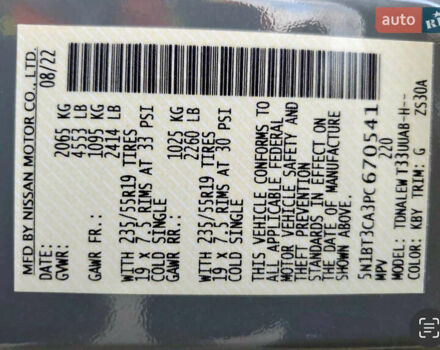 MFD BY NISSAN MOTOR CO., LTD.
DATE: 08/22
GVWR: 2065 KG
4553 LB
GAWR FR.: 1095 KG
2414 LB
WITH 235/55R19 TIRES
19 X 7.5 RIMS AT 33 PSI
COLD SINGLE
GAWR RR.: 1025 KG
2260 LB
WITH 235/55R19 TIRES
19 X 7.5 RIMS AT 30 PSI
COLD SINGLE
THIS VEHICLE CONFORMS TO
ALL APPLICABLE FEDERAL
MOTOR VEHICLE SAFETY AND
THEFT PREVENTION
STANDARDS IN EFFECT ON
THE DATE OF MANUFACTURE
SHOWN ABOVE.
5N1BT3CA3PC670541
MPV 220
MODEL: TDNALEW T33UUAB-H--
COLOR: KBY TRIM: G ZS30A
auto